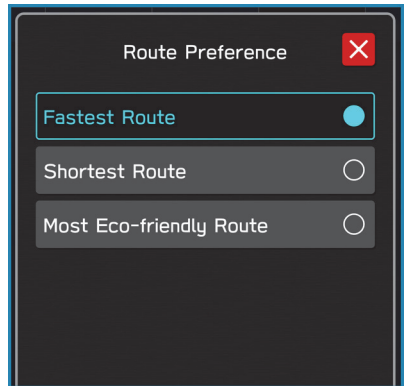 Route Preference
Fastest Route
Shortest Route
Most Eco-friendly Route